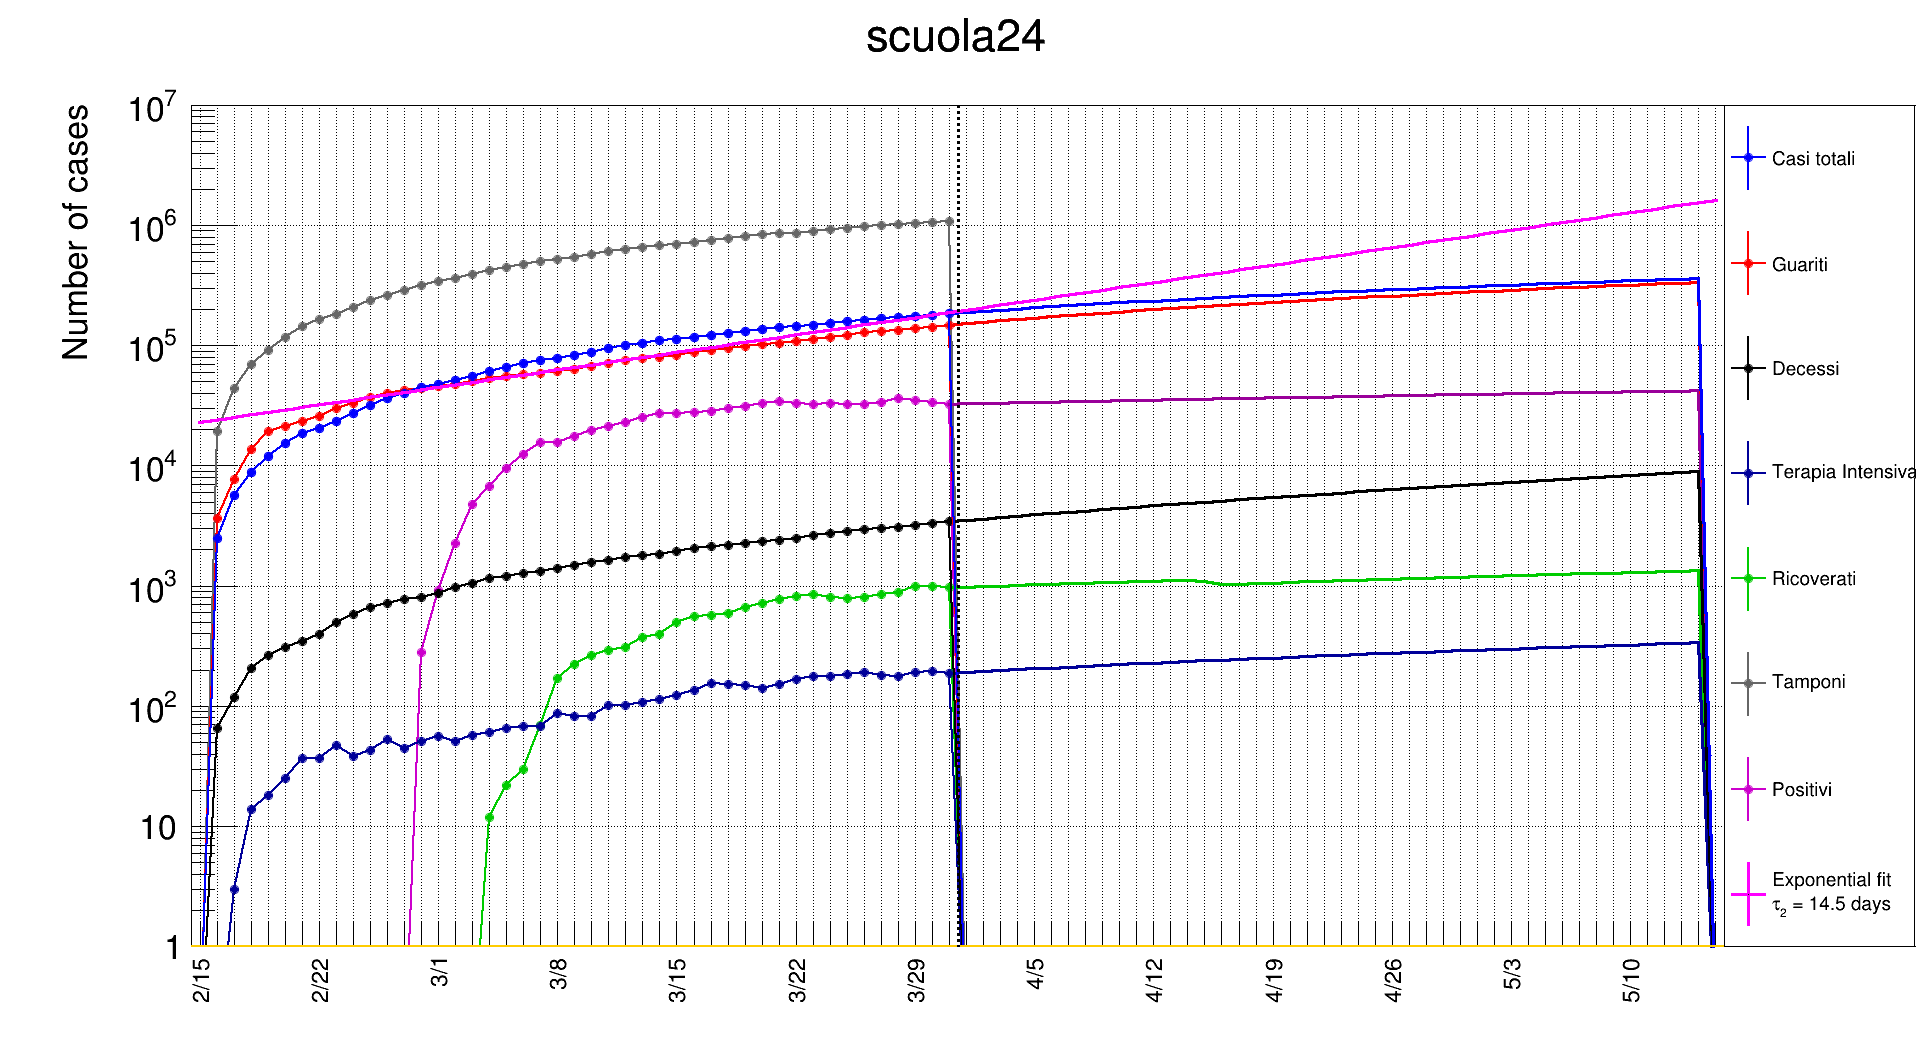 scuola24
Number of cases
10^7
10^6
10^5
10^4
10^3
10^2
10
1
2/15
2/22
3/1
3/8
3/15
3/22
3/29
4/5
4/12
4/19
4/26
5/3
5/10
Casi totali
Guariti
Decessi
Terapia Intensiva
Ricoverati
Tamponi
Positivi
Exponential fit
τ_2 = 14.5 days